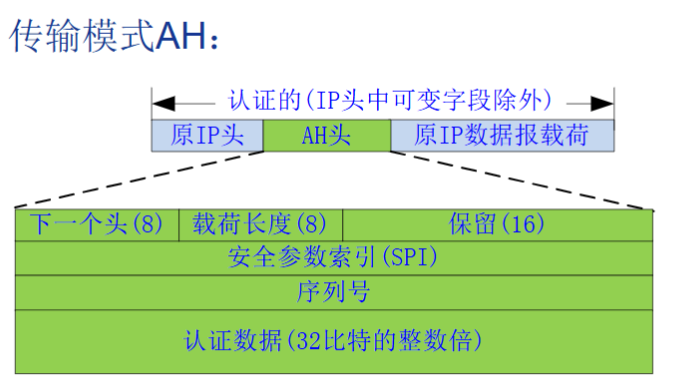 传输模式AH：
认证的(IP头中可变字段除外)
原IP头 AH头 原IP数据报载荷
下一个头(8) 载荷长度(8) 保留(16)
安全参数索引(SPI)
序列号
认证数据(32比特的整数倍)